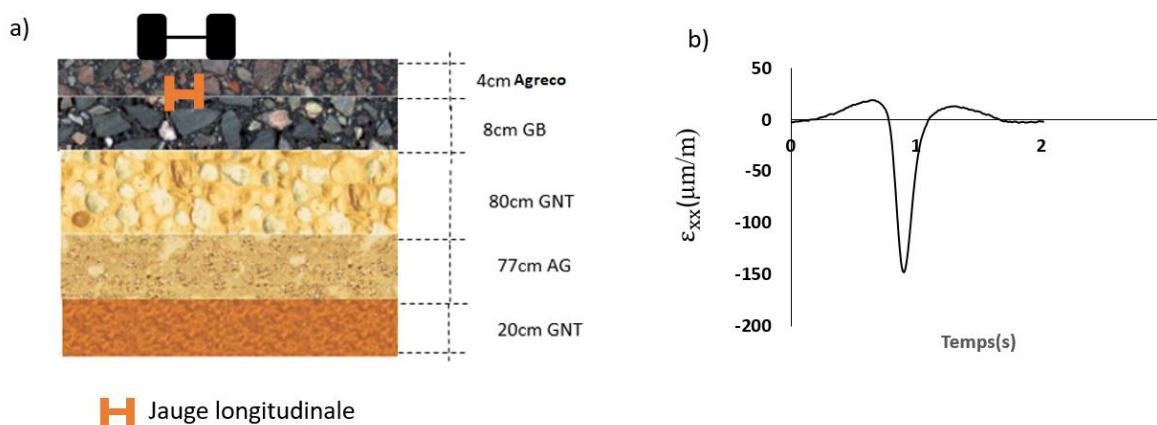 a)
4cm Agreco
8cm GB
80cm GNT
77cm AG
20cm GNT
Jauge longitudinale
b)
50
0
-50
-100
-150
-200
0 1 2
εxx(μm/m)
Temps(s)